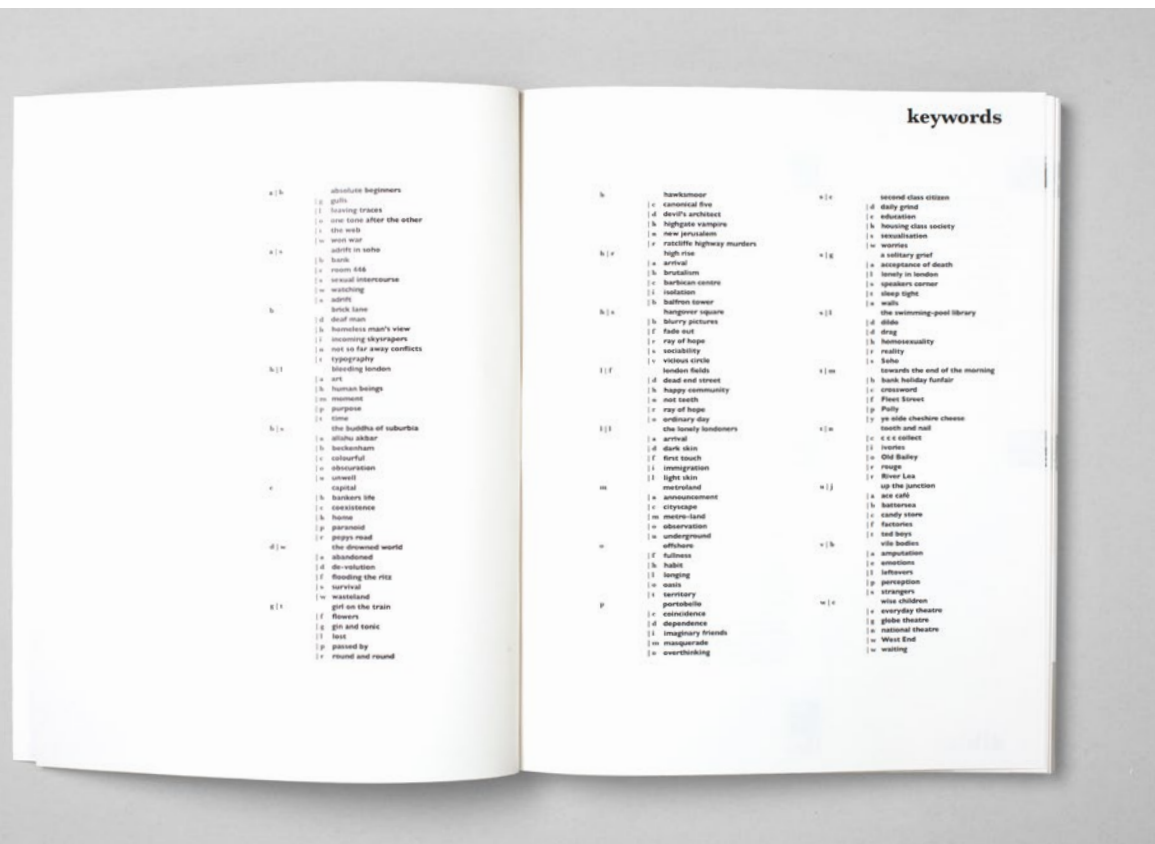 keywords
a | b absolute beginners
| g gulls
| l leaving traces
| o one tone after the other
| t the web
| w won war
a | s adrift in soho
| b bank
| r room 446
| s sexual intercourse
| w watching
| a adrift
b brick lane
| d deaf man
| h homeless man's view
| i incoming skysrapers
| n not so far away conflicts
| t typography
b | l bleeding london
| a art
| h human beings
| m moment
| p purpose
| t time
b | s the buddha of suburbia
| a allahu akbar
| b beckenham
| c colourful
| o obscuration
| u unwell
c capital
| b bankers life
| c coexistence
| h home
| p paranoid
| r pepys road
d | w the drowned world
| a abandoned
| d de-volution
| f flooding the ritz
| s survival
| w wasteland
g | t girl on the train
| f flowers
| g gin and tonic
| l lost
| p passed by
| r round and round
h hawksmoor
| c canonical five
| d devil's architect
| h highgate vampire
| n new jerusalem
| r ratcliffe highway murders
h | r high rise
| a arrival
| b brutalism
| c barbican centre
| i isolation
| b balfron tower
h | s hangover square
| b blurry pictures
| f fade out
| r ray of hope
| s sociability
| v vicious circle
l | f london fields
| d dead end street
| h happy community
| n not teeth
| r ray of hope
| o ordinary day
l | l the lonely londoners
| a arrival
| d dark skin
| f first touch
| i immigration
| l light skin
m metroland
| a announcement
| c cityscape
| m metro-land
| o observation
| u underground
o offshore
| f fullness
| h habit
| l longing
| o oasis
| t territory
p portobello
| c coincidence
| d dependence
| i imaginary friends
| m masquerade
| o overthinking
s | c second class citizen
| d daily grind
| e education
| h housing class society
| s sexualisation
| w worries
s | g a solitary grief
| a acceptance of death
| l lonely in london
| s speakers corner
| t sleep tight
| w walls
s | l the swimming-pool library
| d dildo
| d drag
| h homosexuality
| r reality
| s Soho
t | m towards the end of the morning
| b bank holiday funfair
| c crossword
| f Fleet Street
| p Polly
| y ye olde cheshire cheese
t | n tooth and nail
| c c c c collect
| i ivories
| o Old Bailey
| r rouge
| r River Lea
u | j up the junction
| a ace café
| b battersea
| c candy store
| f factories
| t ted boys
v | b vile bodies
| a amputation
| e emotions
| l leftovers
| p perception
| s strangers
w | c wise children
| e everyday theatre
| g globe theatre
| n national theatre
| w West End
| w waiting